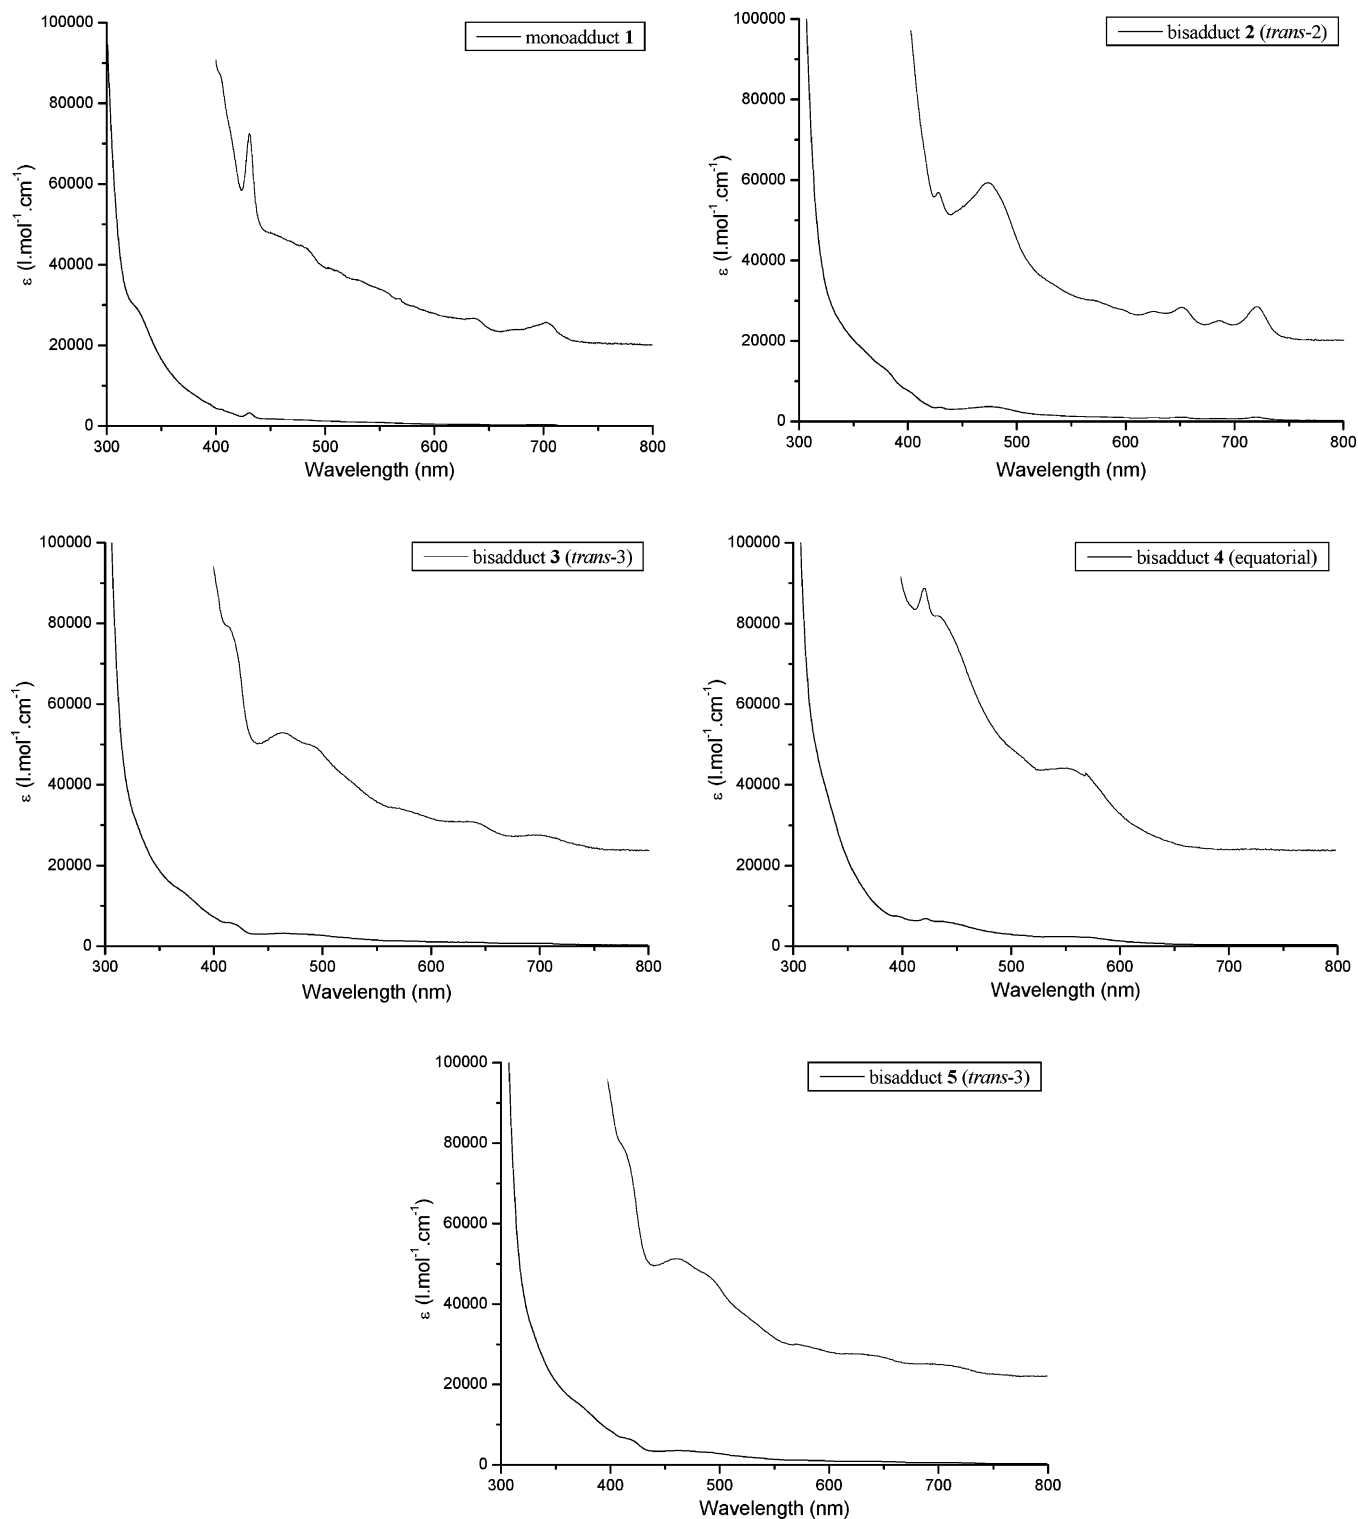 monoadduct 1
100000
80000
60000
40000
20000
0
ε (l.mol⁻¹.cm⁻¹)
300 400 500 600 700 800
Wavelength (nm)
bisadduct 2 (trans-2)
100000
80000
60000
40000
20000
0
ε (l.mol⁻¹.cm⁻¹)
300 400 500 600 700 800
Wavelength (nm)
bisadduct 3 (trans-3)
100000
80000
60000
40000
20000
0
ε (l.mol⁻¹.cm⁻¹)
300 400 500 600 700 800
Wavelength (nm)
bisadduct 4 (equatorial)
100000
80000
60000
40000
20000
0
ε (l.mol⁻¹.cm⁻¹)
300 400 500 600 700 800
Wavelength (nm)
bisadduct 5 (trans-3)
100000
80000
60000
40000
20000
0
ε (l.mol⁻¹.cm⁻¹)
300 400 500 600 700 800
Wavelength (nm)